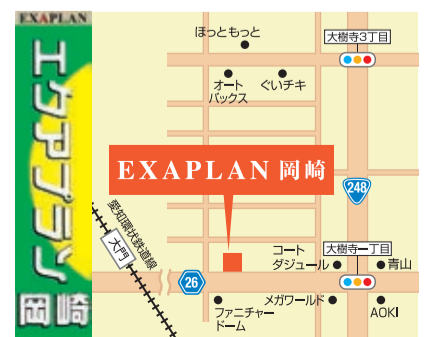 EXAPLAN
エクアプラン
岡崎
ほっともっと
大樹寺3丁目
オート
バックス
ぐいチキ
EXAPLAN 岡崎
248
愛知環状鉄道線
大門
コート
ダジュール
大樹寺一丁目
青山
26
メガワールド
ファニチャー
ドーム
AOKI